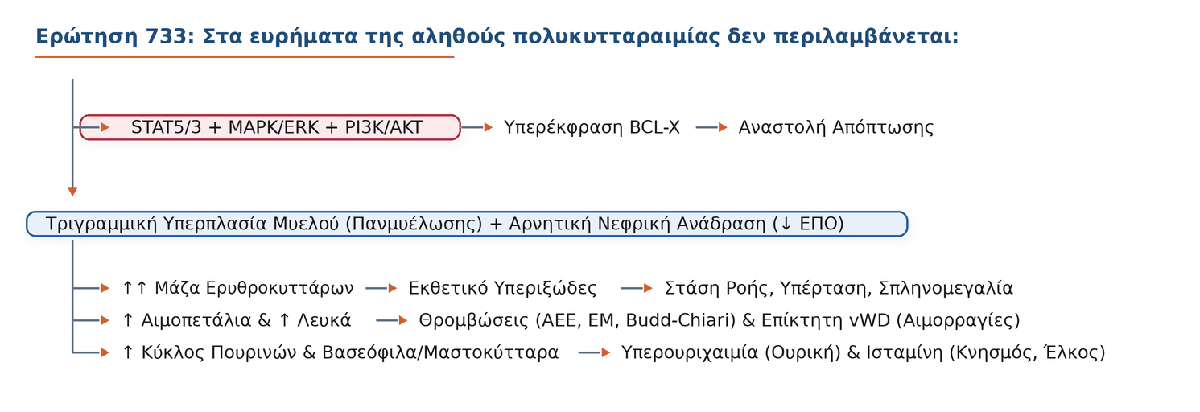 Ερώτηση 733: Στα ευρήματα της αληθούς πολυκυτταραιμίας δεν περιλαμβάνεται:
STAT5/3 + MAPK/ERK + PI3K/AKT Υπερέκφραση BCL-X Αναστολή Απόπτωσης
Τριγραμμική Υπερπλασία Μυελού (Πανμυέλωσης) + Αρνητική Νεφρική Ανάδραση (↓ ΕΠΟ)
↑↑ Μάζα Ερυθροκυττάρων Εκθετικό Υπεριξώδες Στάση Ροής, Υπέρταση, Σπληνομεγαλία
↑ Αιμοπετάλια & ↑ Λευκά Θρομβώσεις (ΑΕΕ, ΕΜ, Budd-Chiari) & Επίκτητη vWD (Αιμορραγίες)
↑ Κύκλος Πουρινών & Βασεόφιλα/Μαστοκύτταρα Υπερουριχαιμία (Ουρική) & Ισταμίνη (Κνησμός, Έλκος)